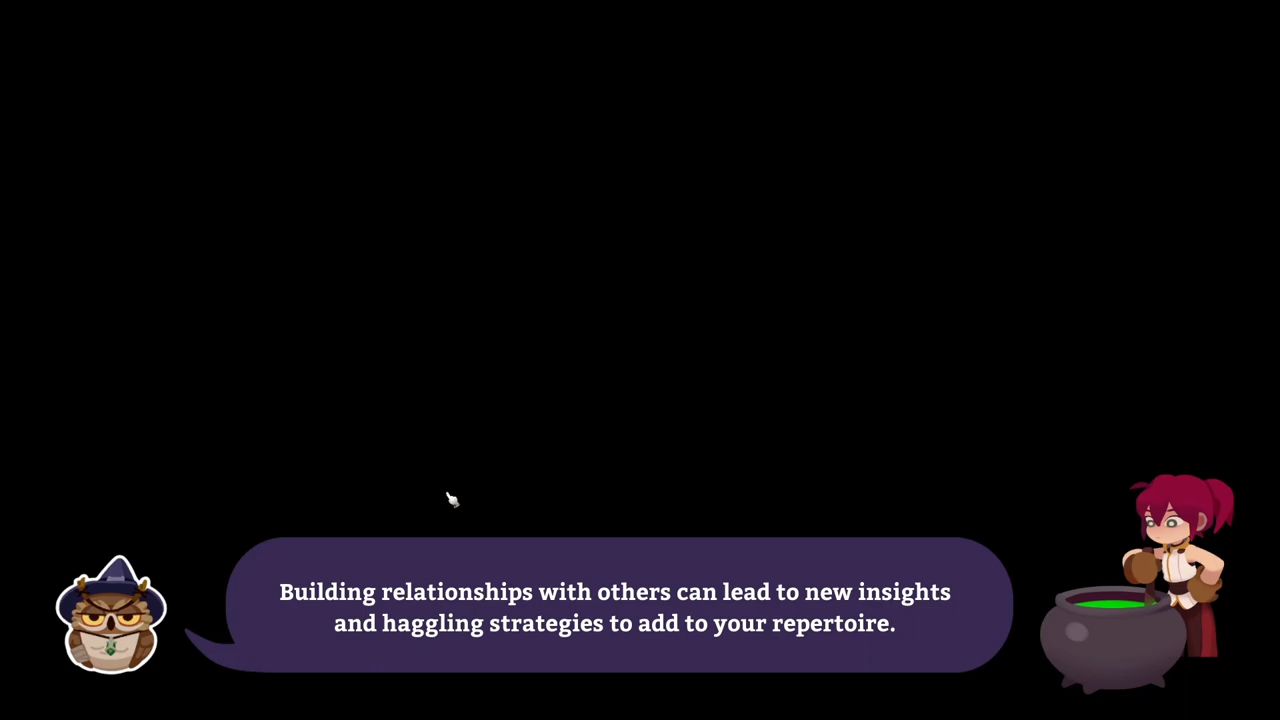 Building relationships with others can lead to new insights
and haggling strategies to add to your repertoire.